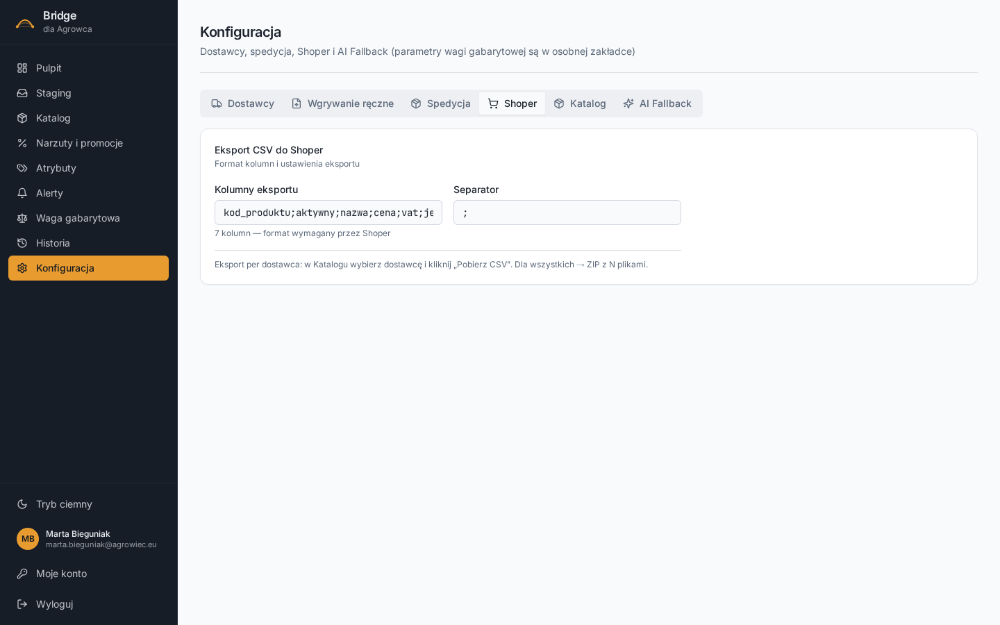 Bridge
dla Agrowca
Pulpit
Staging
Katalog
Narzuty i promocje
Atrybuty
Alerty
Waga gabarytowa
Historia
Konfiguracja
Tryb ciemny
MB
Marta Bieguniak
marta.bieguniak@agrowiec.eu
Moje konto
Wyloguj
Konfiguracja
Dostawcy, spedycja, Shoper i AI Fallback (parametry wagi gabarytowej są w osobnej zakładce)
Dostawcy Wgrywanie ręczne Spedycja Shoper Katalog AI Fallback
Eksport CSV do Shoper
Format kolumn i ustawienia eksportu
Kolumny eksportu Separator
kod_produktu;aktywny;nazwa;cena;vat;je ;
7 kolumn — format wymagany przez Shoper
Eksport per dostawca: w Katalogu wybierz dostawcę i kliknij „Pobierz CSV". Dla wszystkich → ZIP z N plikami.